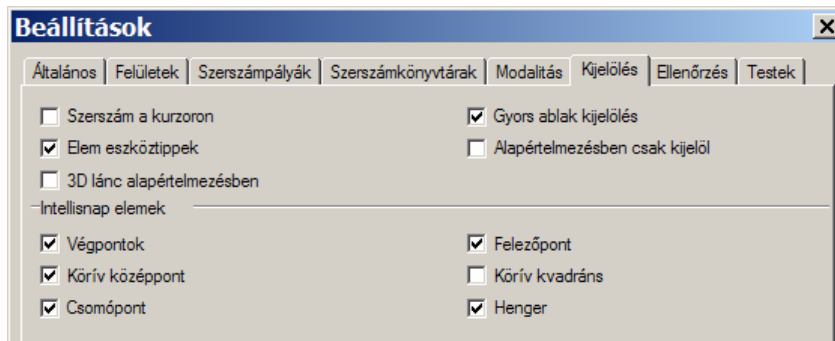 Beállítások
Általános Felületek Szerszámpályák Szerszámkönyvtárak Modalitás Kijelölés Ellenőrzés Testek
Szerszám a kurzoron Gyors ablak kijelölés
Elem eszköztippek Alapértelmezésben csak kijelöl
3D lánc alapértelmezésben
Intellisnap elemek
Végpontok Felezőpont
Körív középpont Körív kvadráns
Csomópont Henger